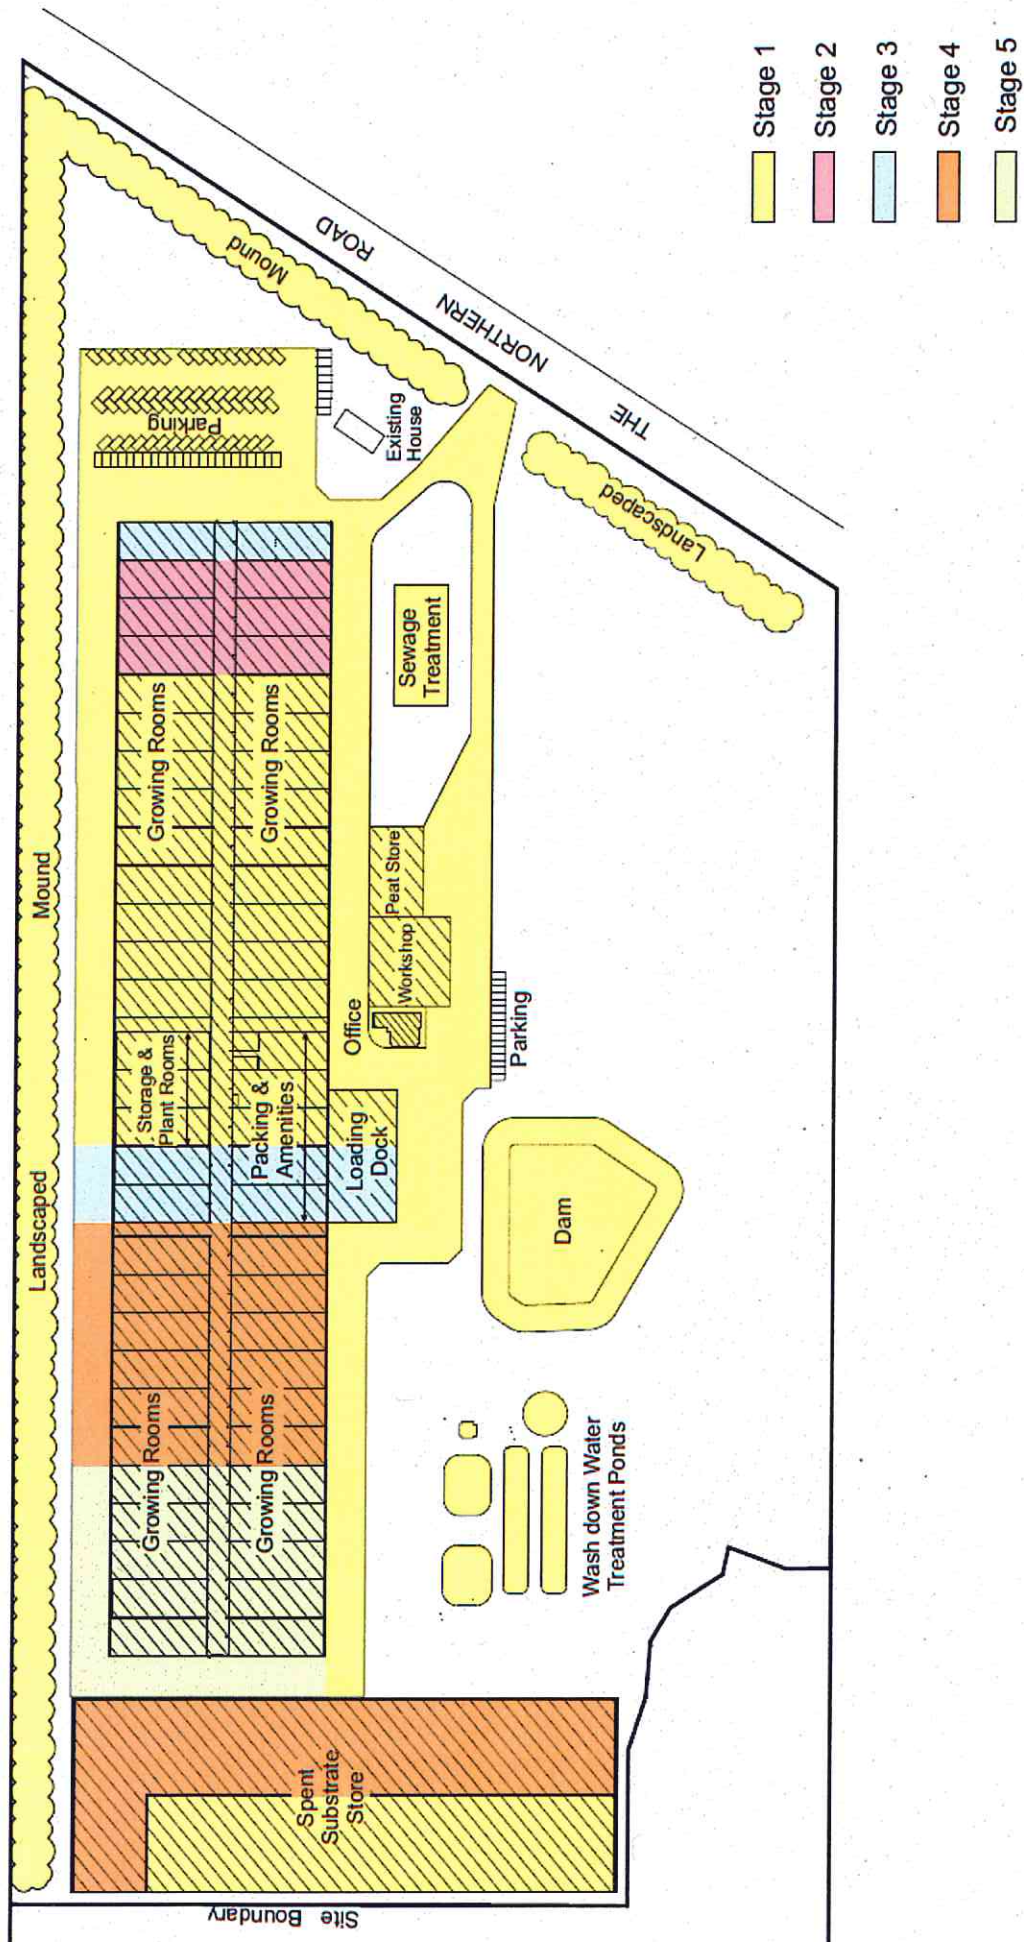 Landscaped
Mound
Mound
ROAD
NORTHERN
THE
Landscaped
Parking
Existing
House
Growing Rooms
Growing Rooms
Sewage
Treatment
Peat Store
Workshop
Office
Parking
Storage &
Plant Rooms
Packing &
Amenities
Loading
Dock
Dam
Growing Rooms
Growing Rooms
Wash down Water
Treatment Ponds
Spent
Substrate
Store
Site Boundary
Stage 1
Stage 2
Stage 3
Stage 4
Stage 5